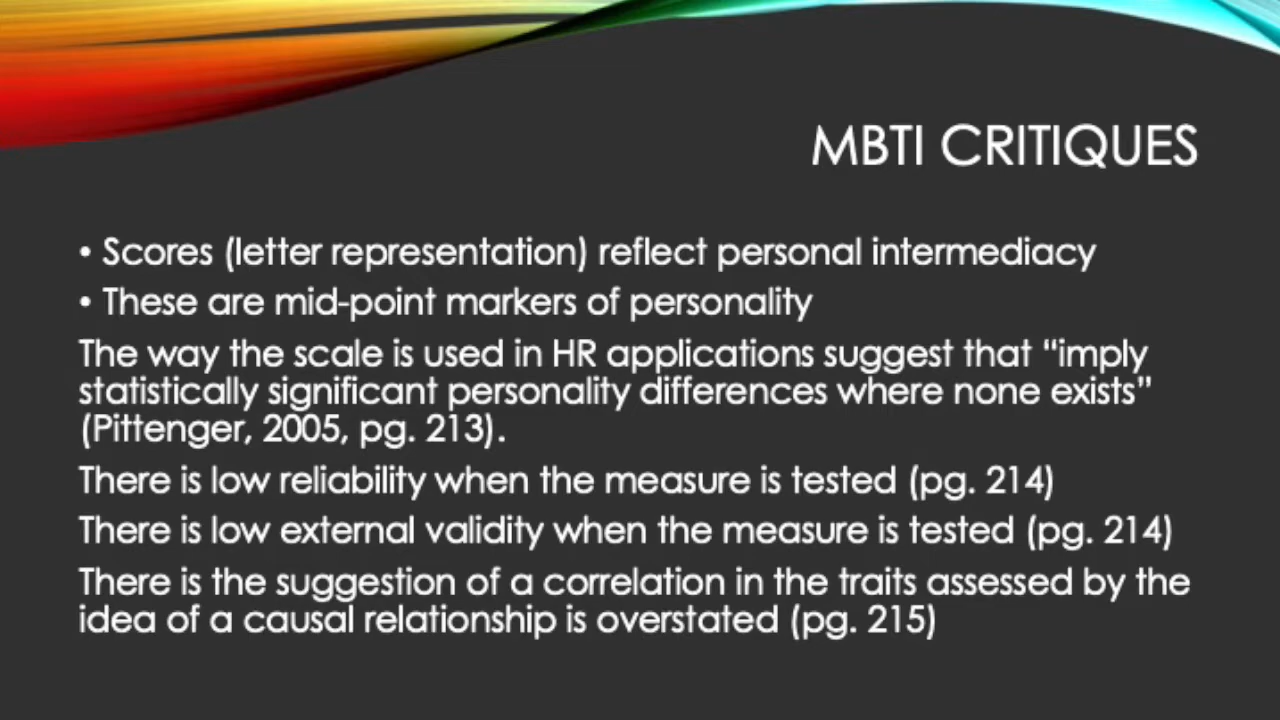 MBTI CRITIQUES
• Scores (letter representation) reflect personal intermediacy
• These are mid-point markers of personality
The way the scale is used in HR applications suggest that “imply
statistically significant personality differences where none exists”
(Pittenger, 2005, pg. 213).
There is low reliability when the measure is tested (pg. 214)
There is low external validity when the measure is tested (pg. 214)
There is the suggestion of a correlation in the traits assessed by the
idea of a causal relationship is overstated (pg. 215)